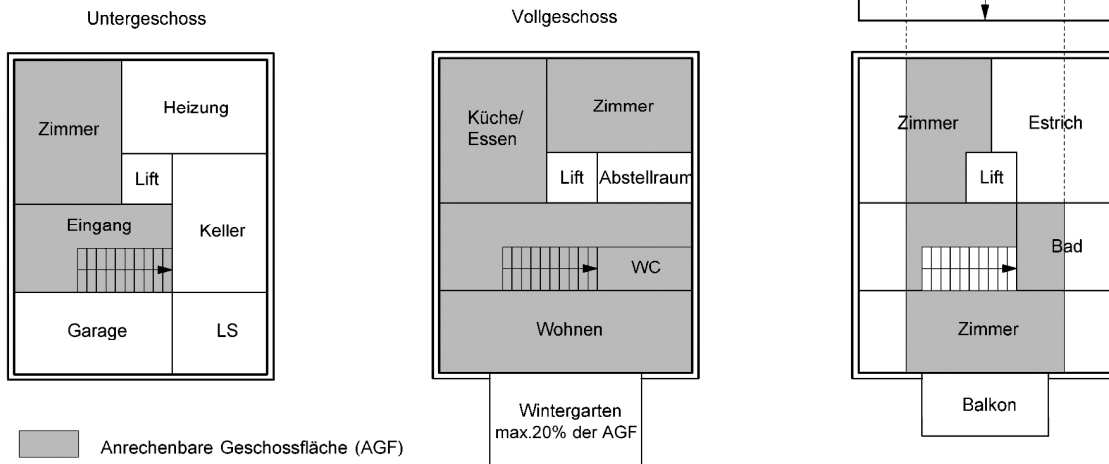 Untergeschoss
Zimmer
Heizung
Lift
Eingang
Keller
Garage
LS
Vollgeschoss
Küche/
Essen
Zimmer
Lift
Abstellraum
WC
Wohnen
Wintergarten
max.20% der AGF
Zimmer
Estrich
Lift
Bad
Zimmer
Balkon
Anrechenbare Geschossfläche (AGF)